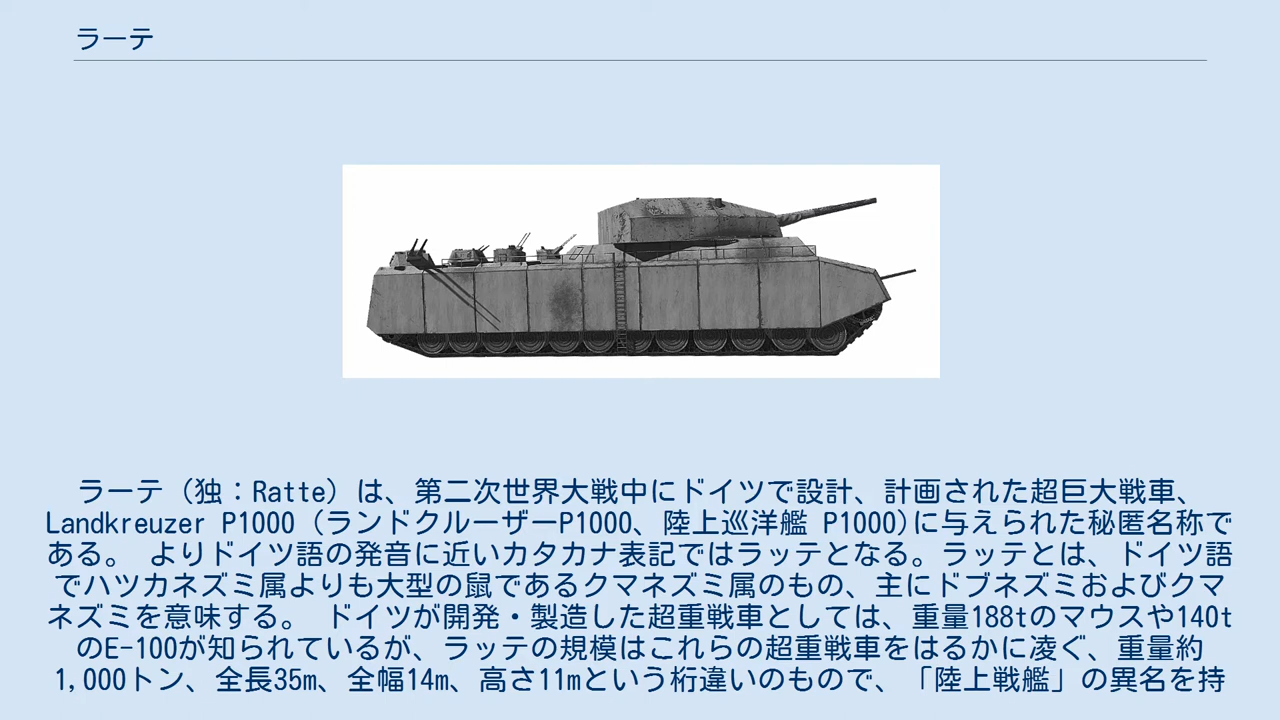 ラーテ
ラーテ（独：Ratte）は、第二次世界大戦中にドイツで設計、計画された超巨大戦車、
Landkreuzer P1000 (ランドクルーザーP1000、陸上巡洋艦 P1000)に与えられた秘匿名称で
ある。 よりドイツ語の発音に近いカタカナ表記ではラッテとなる。ラッテとは、ドイツ語
でハツカネズミ属よりも大型の鼠であるクマネズミ属のもの、主にドブネズミおよびクマ
ネズミを意味する。 ドイツが開発・製造した超重戦車としては、重量188tのマウスや140t
のE-100が知られているが、ラッテの規模はこれらの超重戦車をはるかに凌ぐ、重量約
1,000トン、全長35m、全幅14m、高さ11mという桁違いのもので、「陸上戦艦」の異名を持